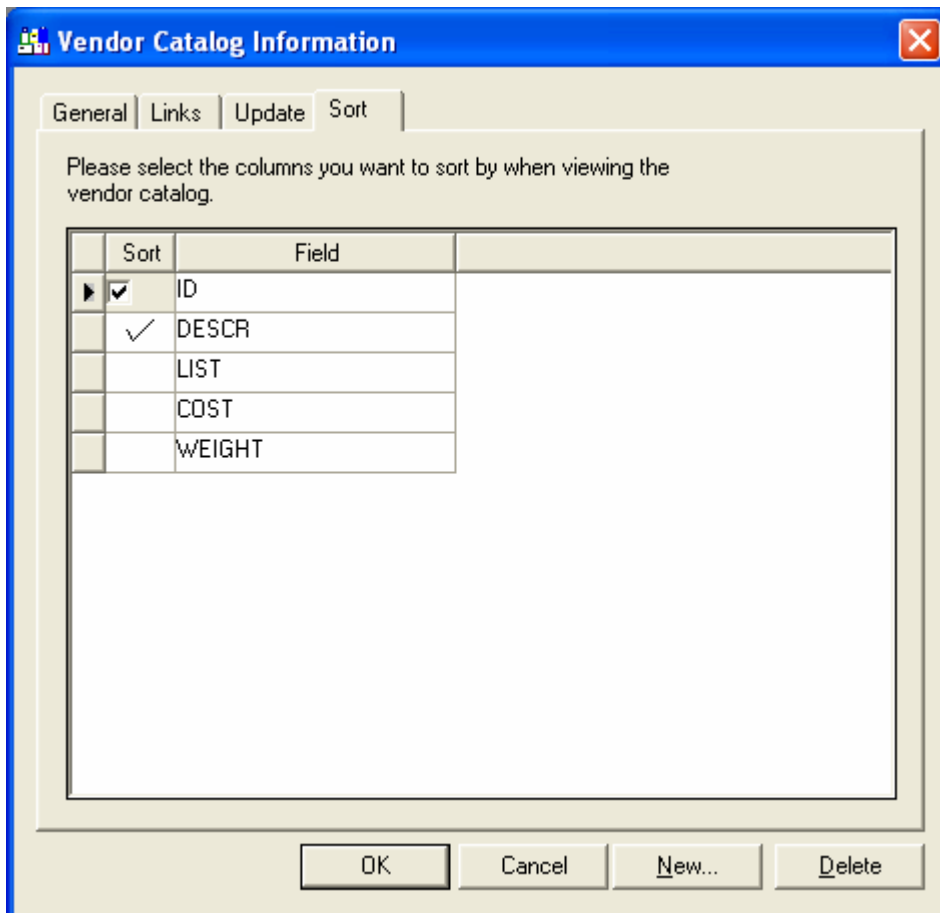 Vendor Catalog Information
General Links Update Sort
Please select the columns you want to sort by when viewing the
vendor catalog.
Sort Field
ID
DESCR
LIST
COST
WEIGHT
OK Cancel New... Delete